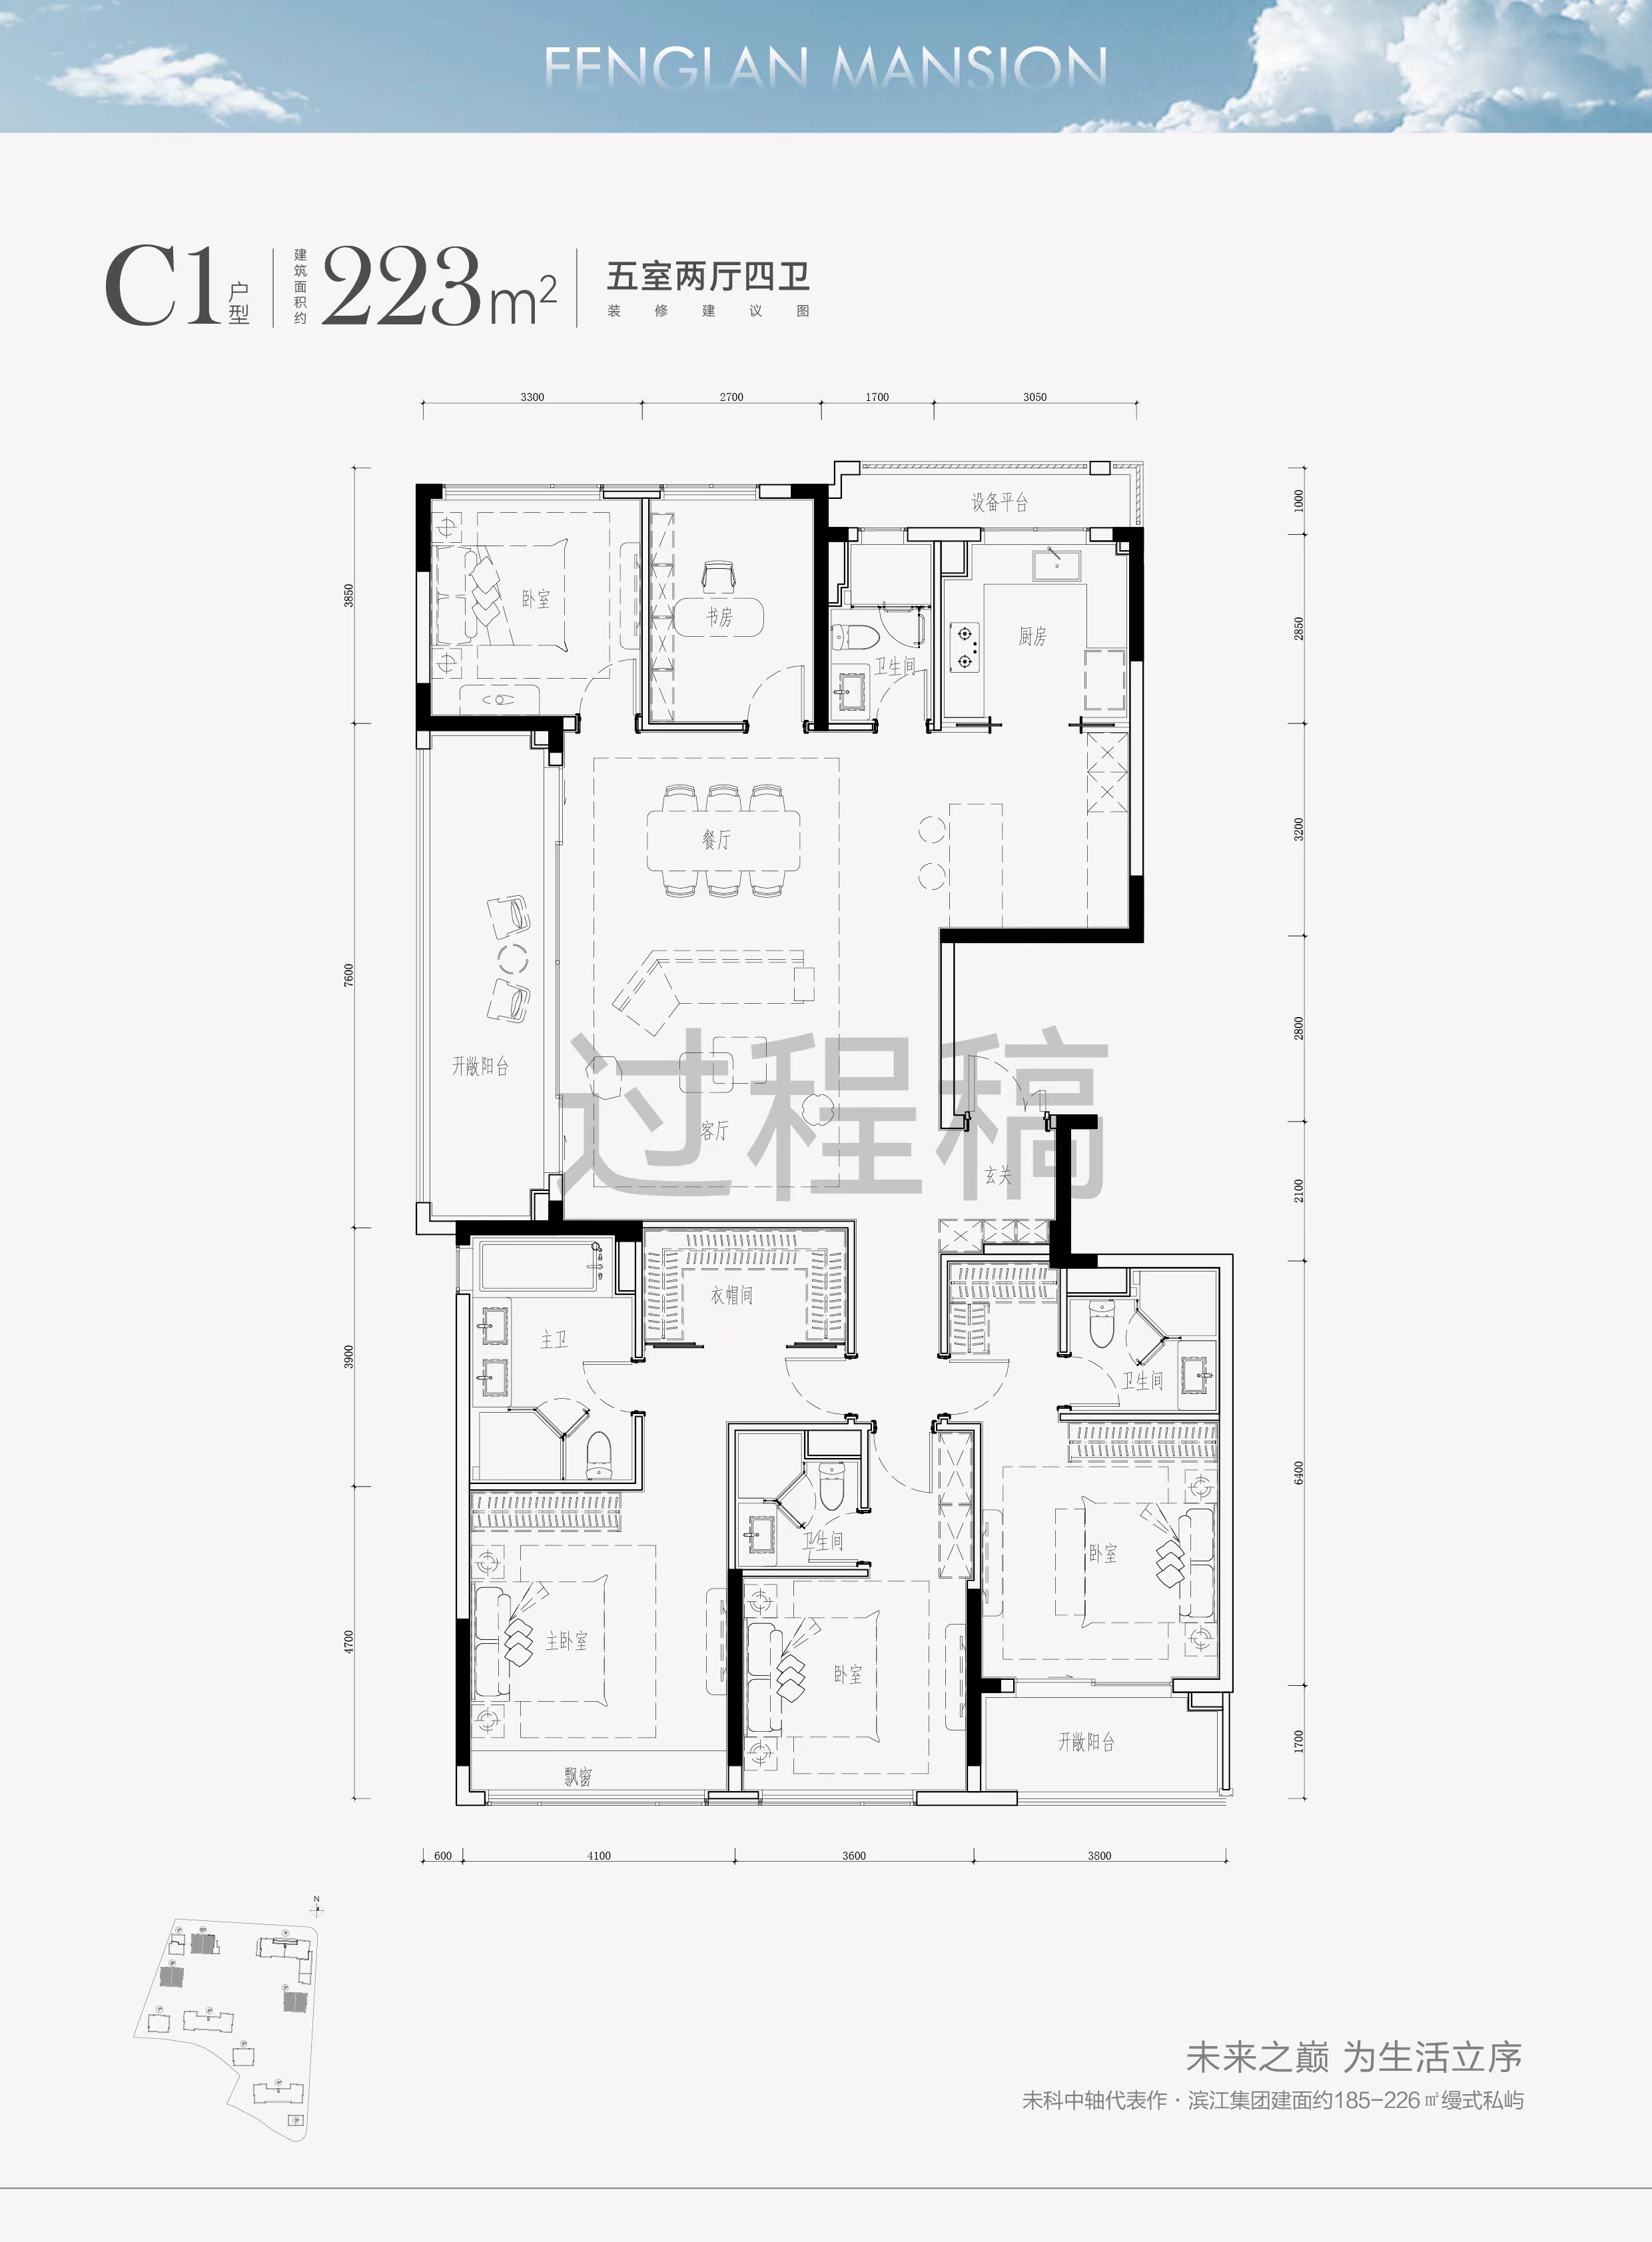 FENGLAN MANSION
C1户型
建筑面积约
223m²
五室两厅四卫
装修建议图
3300 2700 1700 3050
设备平台
1000
3850
卧室
书房
卫生间
厨房
2850
餐厅
3200
7600
开敞阳台
2800
客厅
玄关
2100
过程稿
衣帽间
主卫
3900
卫生间
6400
卫生间
卧室
4700
主卧室
卧室
开敞阳台
1700
飘窗
600 4100 3600 3800
N
未来之巅 为生活立序
未科中轴代表作·滨江集团建面约185-226㎡缦式私屿